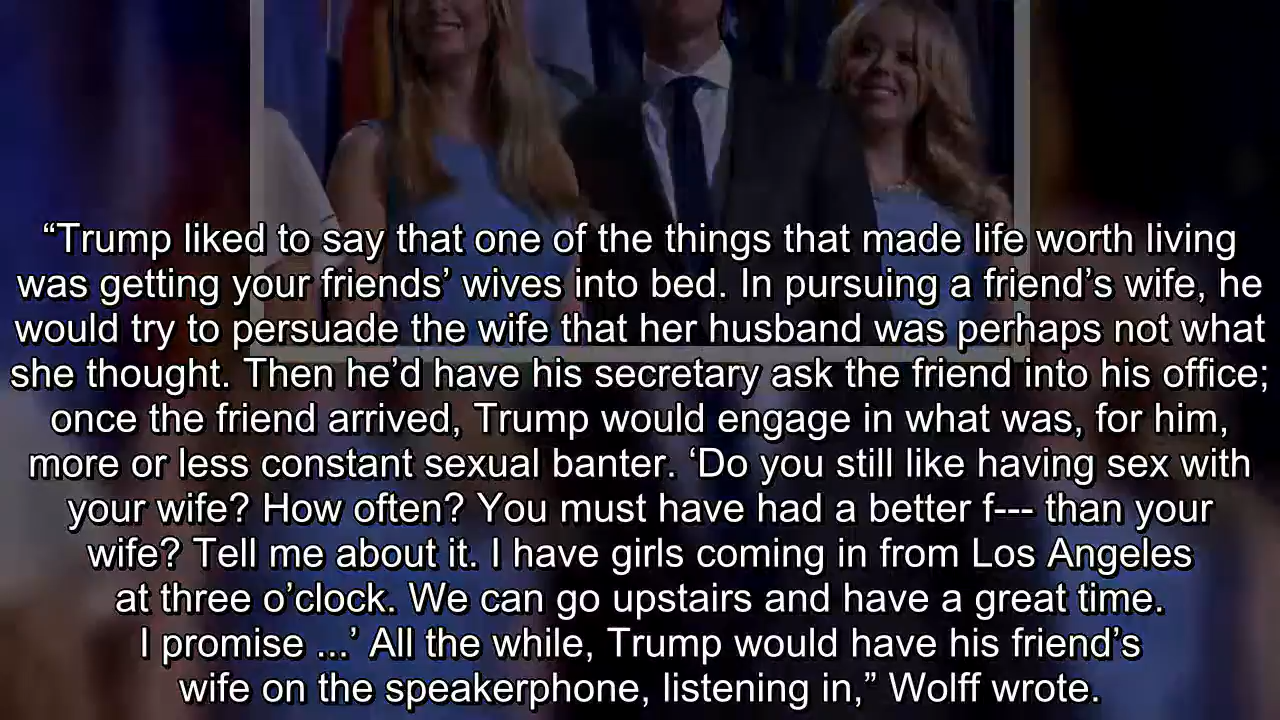 “Trump liked to say that one of the things that made life worth living
was getting your friends’ wives into bed. In pursuing a friend’s wife, he
would try to persuade the wife that her husband was perhaps not what
she thought. Then he’d have his secretary ask the friend into his office;
once the friend arrived, Trump would engage in what was, for him,
more or less constant sexual banter. ‘Do you still like having sex with
your wife? How often? You must have had a better f--- than your
wife? Tell me about it. I have girls coming in from Los Angeles
at three o’clock. We can go upstairs and have a great time.
I promise ...’ All the while, Trump would have his friend’s
wife on the speakerphone, listening in,” Wolff wrote.